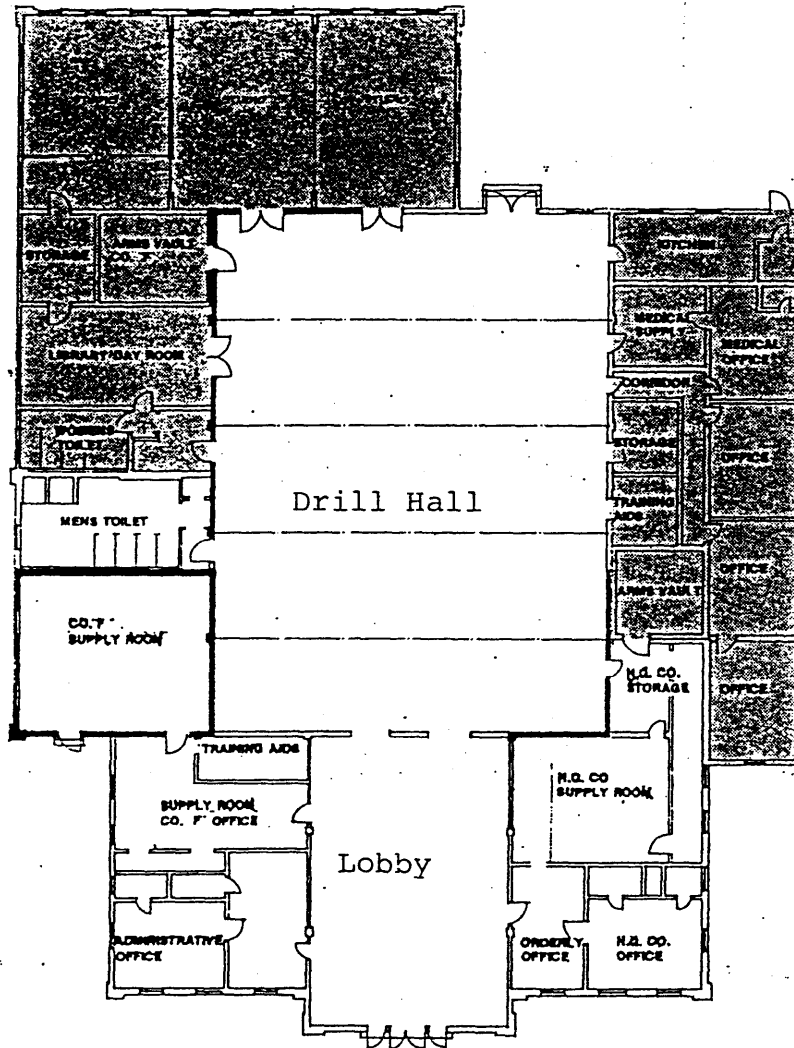 STORAGE
ARMS VAULT
CO. "F"
KITCHEN
MEDICAL
SUPPLY
MEDICAL
OFFICE
LIBRARY/DAY ROOM
CORRIDOR
WOMENS
TOILET
STORAGE
OFFICE
TRAINING
AIDS
Drill Hall
MENS TOILET
OFFICE
ARMS VAULT
CO. "F"
SUPPLY ROOM
H.Q. CO.
STORAGE
OFFICE
TRAINING AIDS
H.Q. CO
SUPPLY ROOM
SUPPLY ROOM
CO. "F" OFFICE
Lobby
ADMINISTRATIVE
OFFICE
ORDERLY
OFFICE
H.Q. CO.
OFFICE